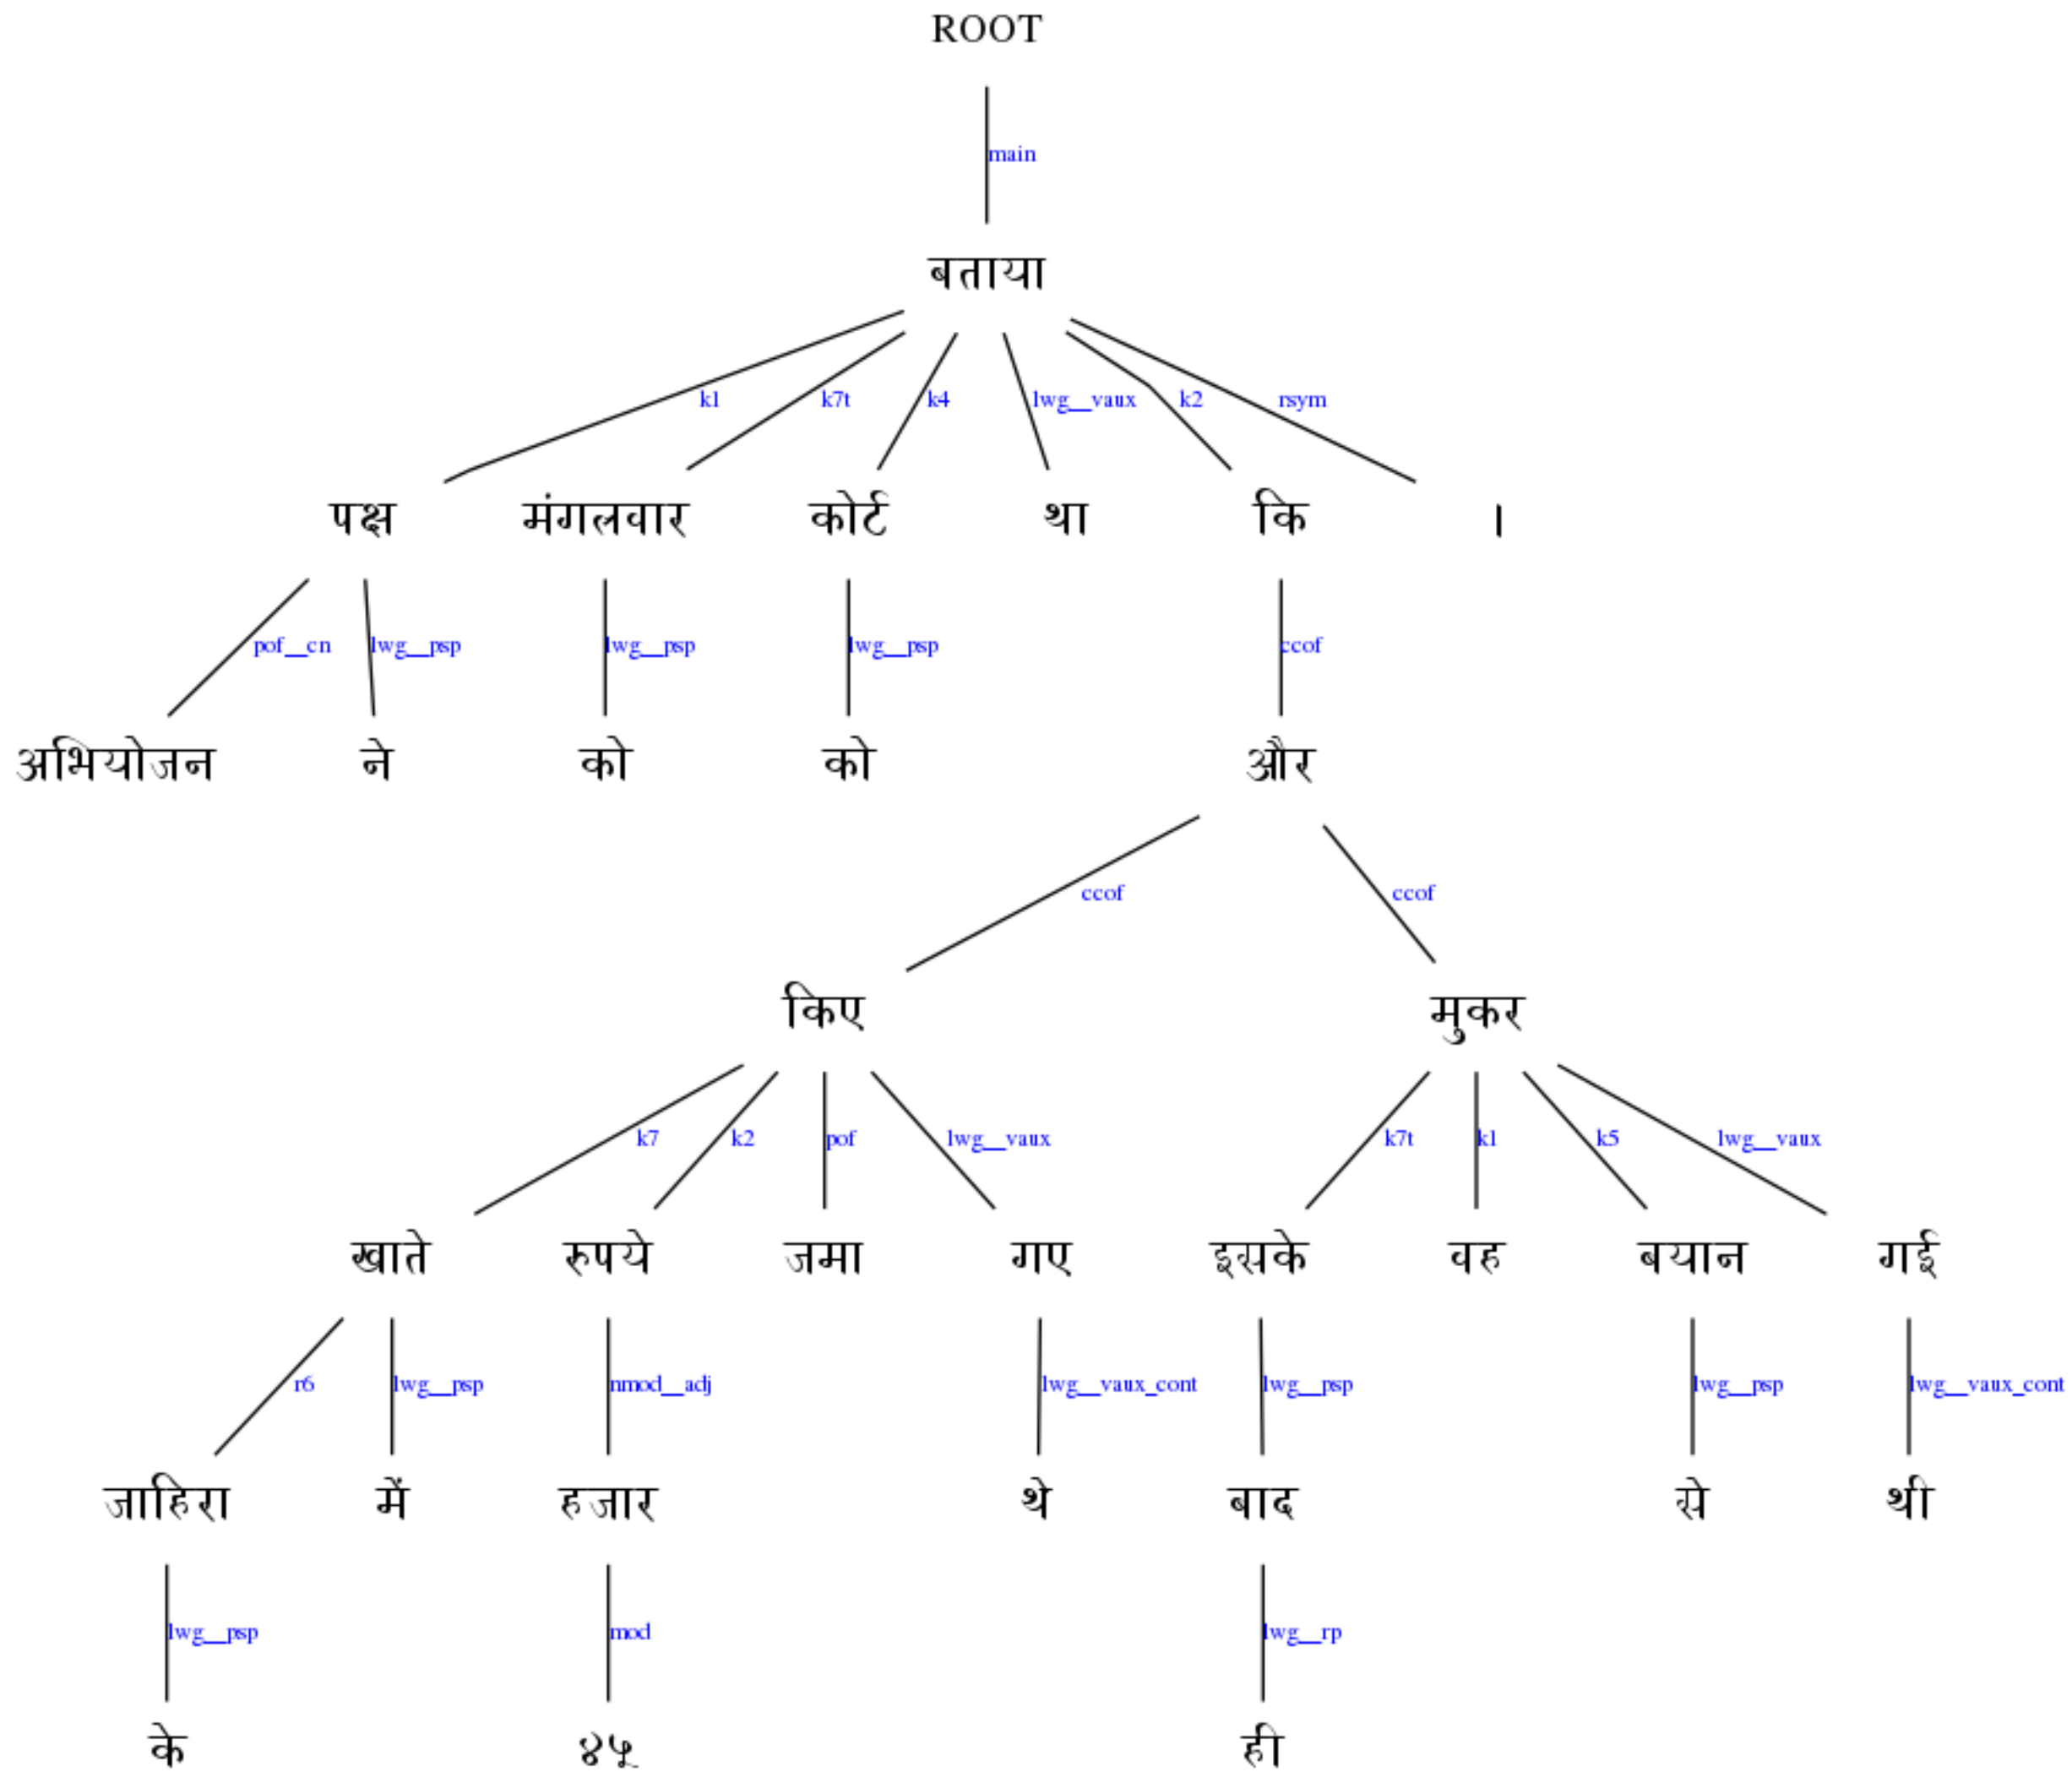 ROOT
main
बताया
k1 k7t k4 lwg__vaux k2 rsym
पक्ष मंगलवार कोर्ट था कि ।
pof__cn lwg__psp lwg__psp lwg__psp ccof
अभियोजन ने को को और
ccof ccof
किए मुकर
k7 k2 pof lwg__vaux k7t k1 k5 lwg__vaux
खाते रुपये जमा गए इसके वह बयान गई
r6 lwg__psp nmod__adj lwg__vaux_cont lwg__psp lwg__psp lwg__vaux_cont
जाहिरा में हजार थे बाद से थी
lwg__psp mod lwg__rp
के ४५ ही